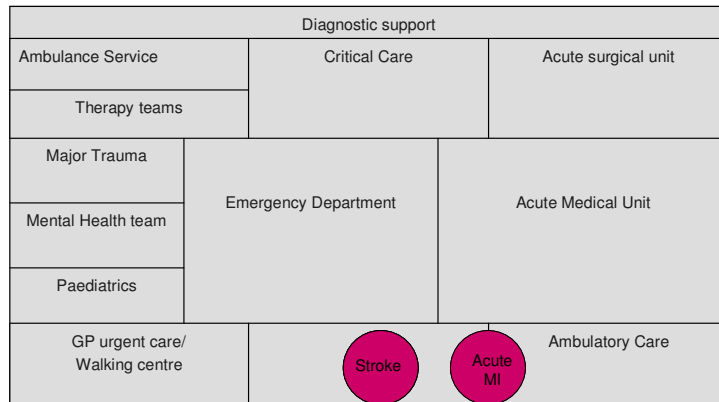 Diagnostic support
Ambulance Service
Critical Care
Acute surgical unit
Therapy teams
Major Trauma
Emergency Department
Acute Medical Unit
Mental Health team
Paediatrics
GP urgent care/
Walking centre
Stroke
Acute
MI
Ambulatory Care